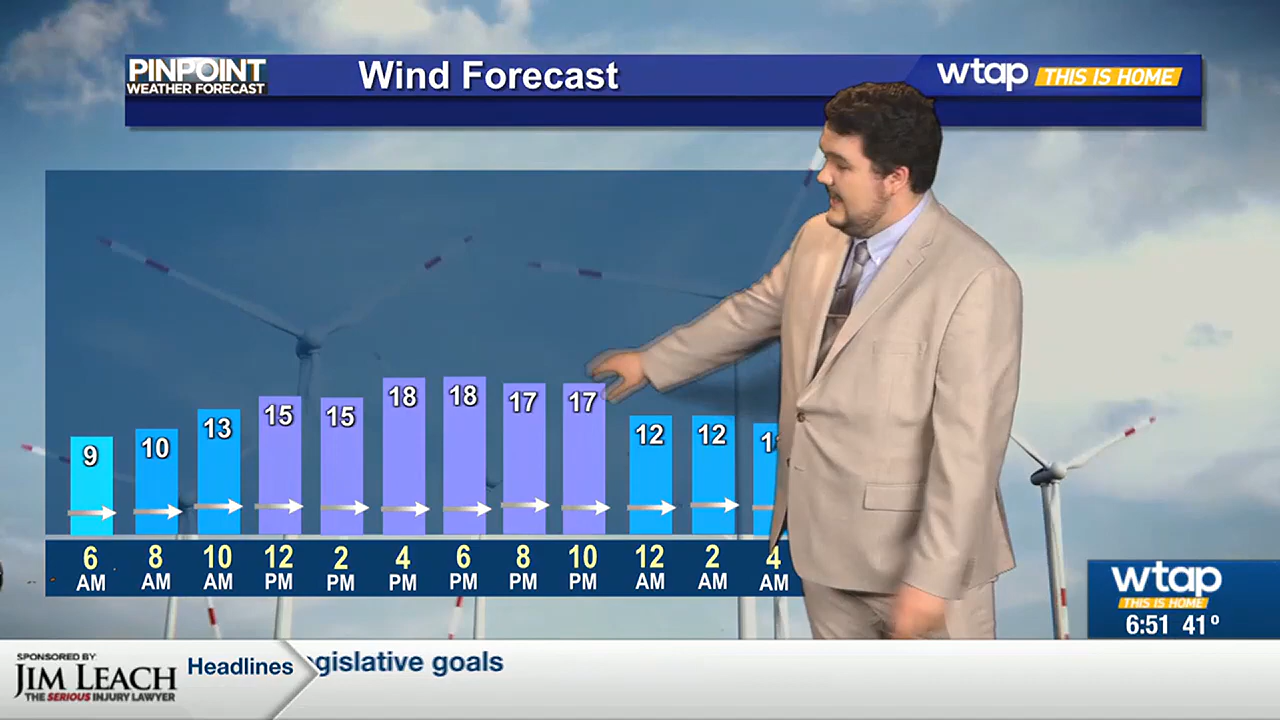 PINPOINT
WEATHER FORECAST
Wind Forecast
wtap THIS IS HOME
9 10 13 15 15 18 18 17 17 12 12
6 8 10 12 2 4 6 8 10 12 2 4
AM AM AM PM PM PM PM PM PM AM AM AM
wtap
THIS IS HOME
6:51 41°
SPONSORED BY
JIM LEACH
THE SERIOUS INJURY LAWYER
Headlines
gislative goals